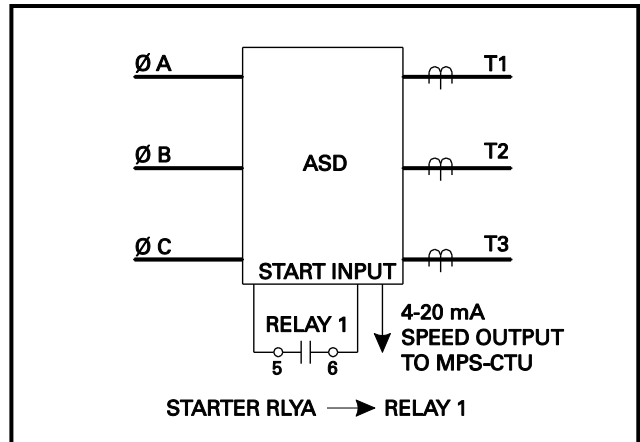 Ø A
T1
Ø B
ASD
T2
Ø C
T3
START INPUT
RELAY 1
5
6
4-20 mA
SPEED OUTPUT
TO MPS-CTU
STARTER RLYA
RELAY 1